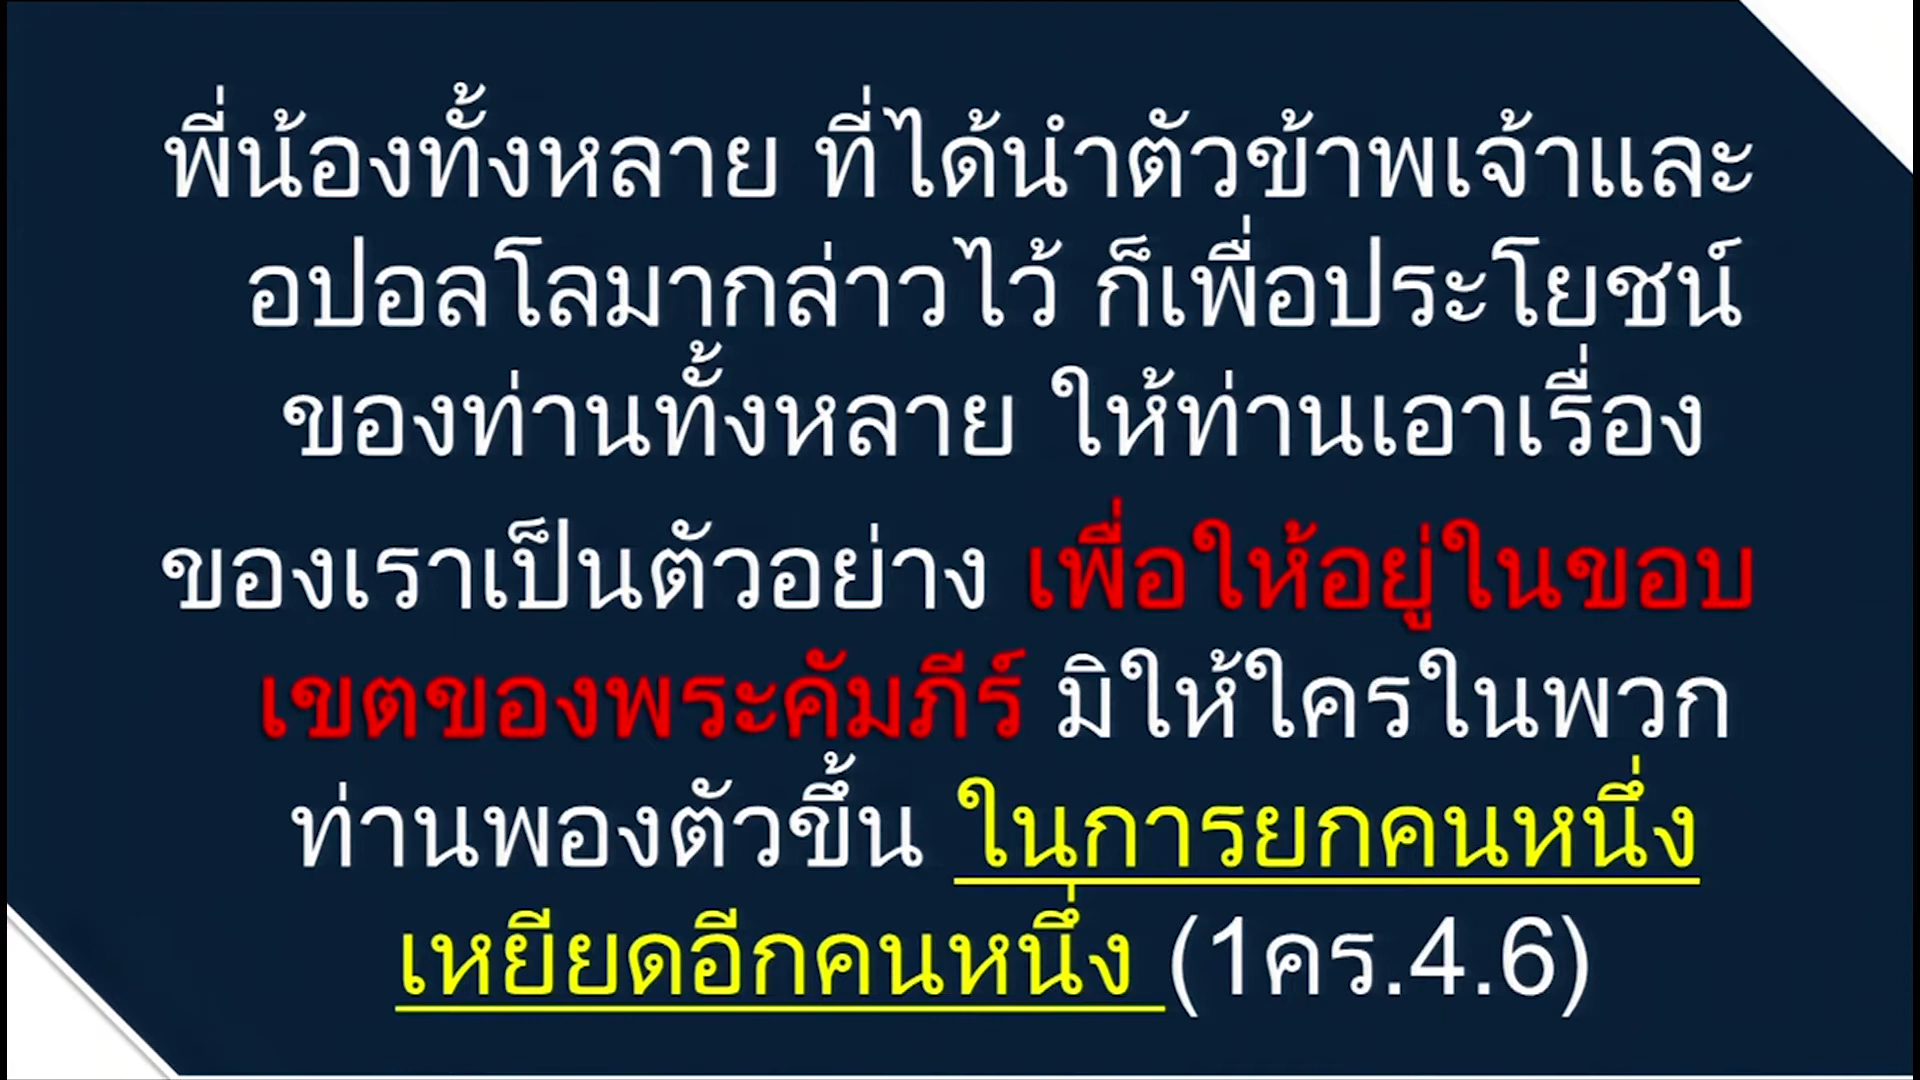 พี่น้องทั้งหลาย ที่ได้นำตัวข้าพเจ้าและ
อปอลโลมากล่าวไว้ ก็เพื่อประโยชน์
ของท่านทั้งหลาย ให้ท่านเอาเรื่อง
ของเราเป็นตัวอย่าง เพื่อให้อยู่ในขอบ
เขตของพระคัมภีร์ มิให้ใครในพวก
ท่านพองตัวขึ้น ในการยกคนหนึ่ง
เหยียดอีกคนหนึ่ง (1คร.4.6)